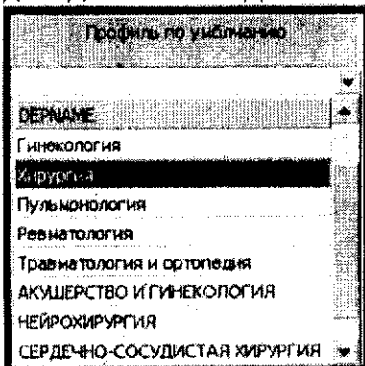 Профиль по умолчанию
DEPNAME
Гинекология
Хирургия
Пульмонология
Ревматология
Травматология и ортопедия
АКУШЕРСТВО И ГИНЕКОЛОГИЯ
НЕЙРОХИРУРГИЯ
СЕРДЕЧНО-СОСУДИСТАЯ ХИРУРГИЯ